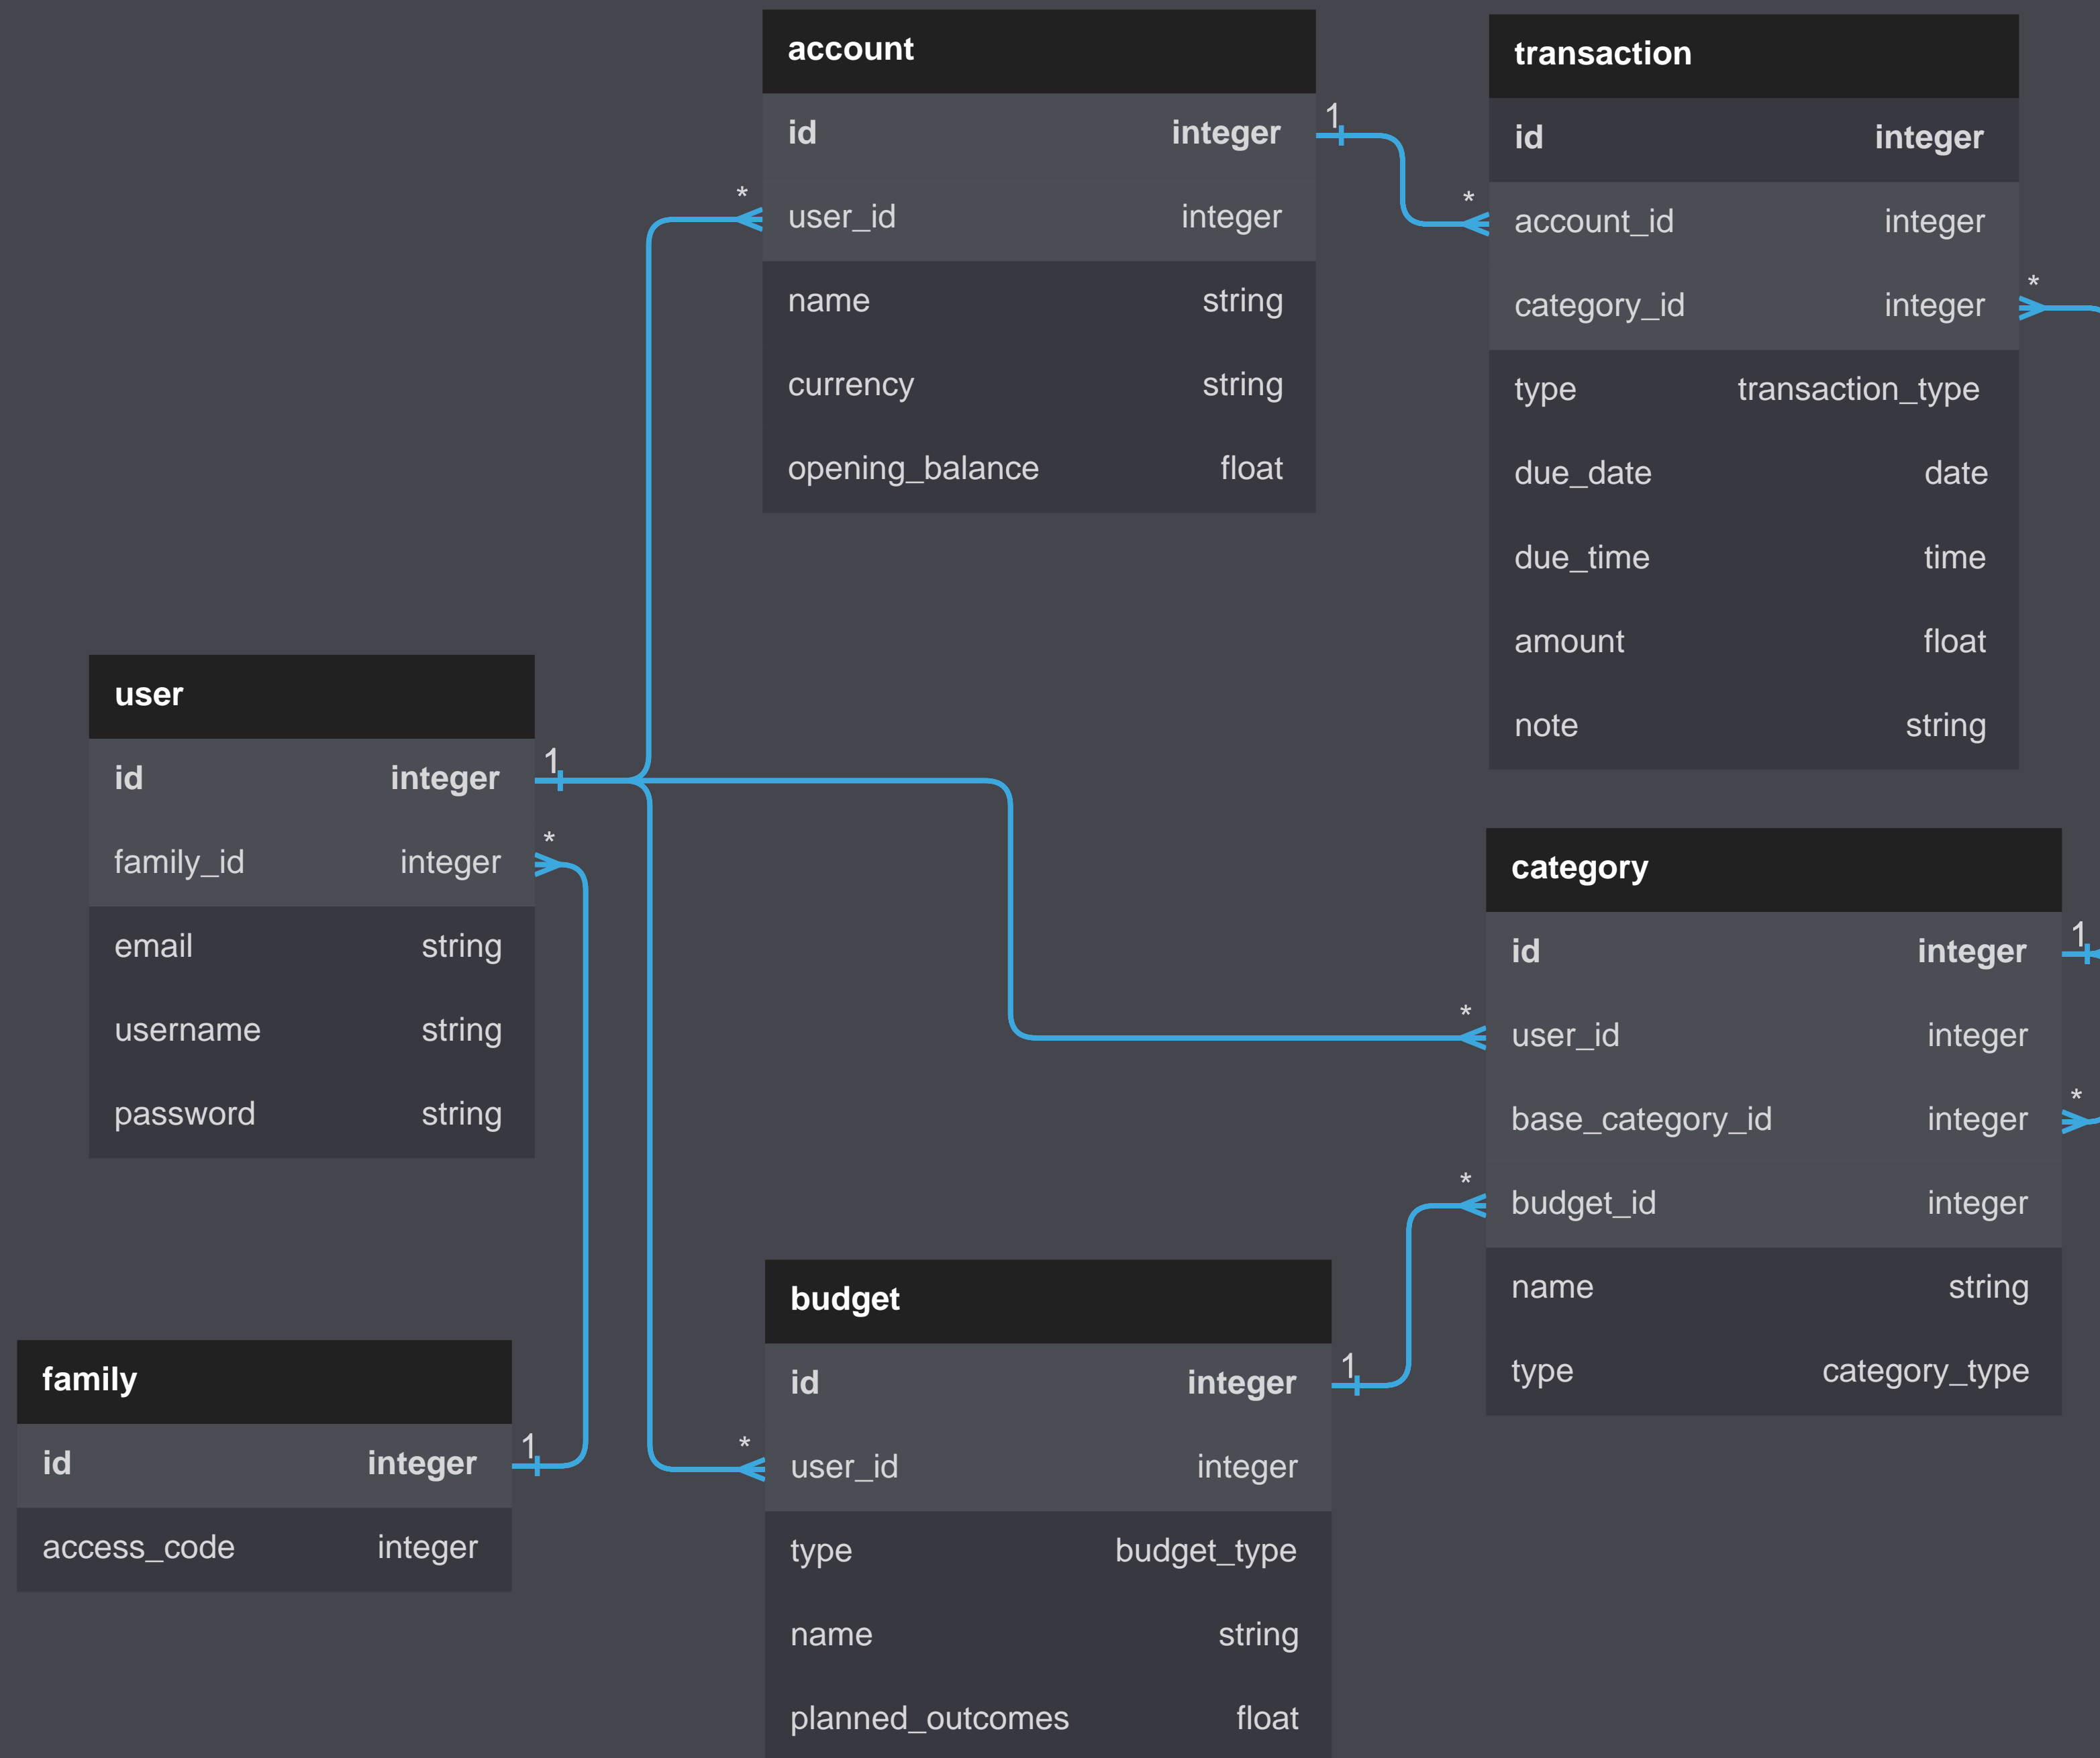 account
id integer
user_id integer
name string
currency string
opening_balance float
1
*
*
transaction
id integer
account_id integer
category_id integer
type transaction_type
due_date date
due_time time
amount float
note string
*
user
id integer
family_id integer
email string
username string
password string
1
*
category
id integer
user_id integer
base_category_id integer
budget_id integer
name string
type category_type
1
*
*
*
family
id integer
access_code integer
1
budget
id integer
user_id integer
type budget_type
name string
planned_outcomes float
1
*